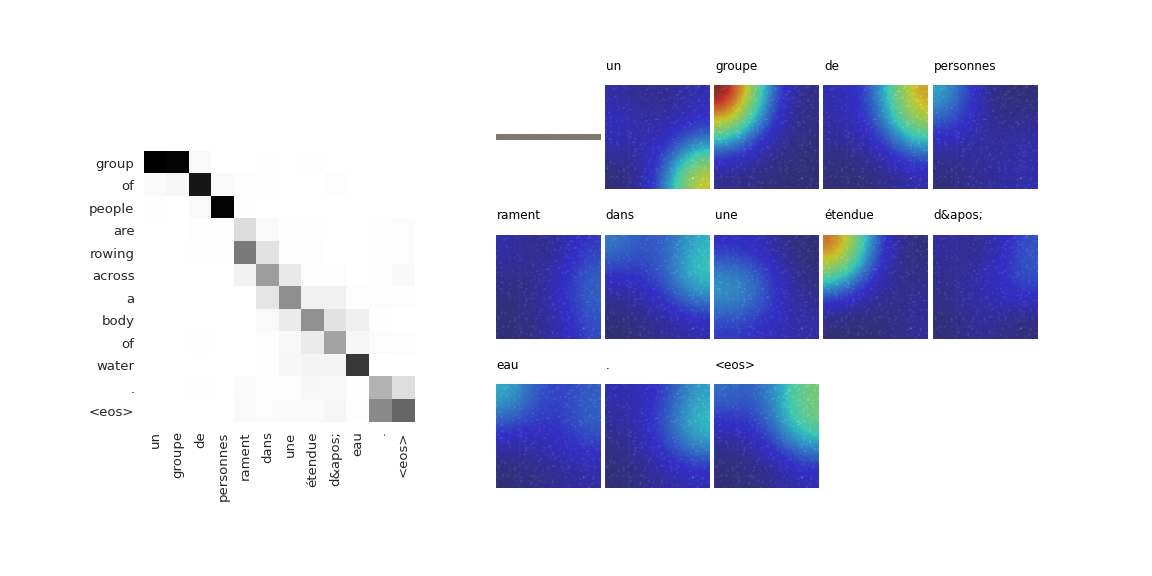 group
of
people
are
rowing
across
a
body
of
water
.
<eos>
un
groupe
de
personnes
rament
dans
une
étendue
d&apos;
eau
.
<eos>
un groupe de personnes
rament dans une étendue d&apos;
eau . <eos>